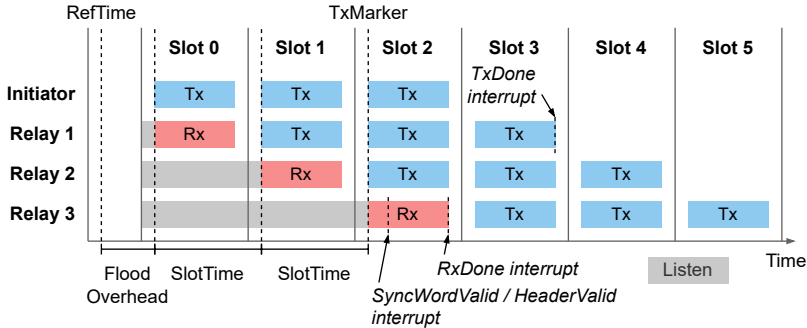 RefTime TxMarker
Slot 0 Slot 1 Slot 2 Slot 3 Slot 4 Slot 5
TxDone
interrupt
Initiator Tx Tx Tx
Relay 1 Rx Tx Tx Tx
Relay 2 Rx Tx Tx Tx
Relay 3 Rx Tx Tx Tx
Time
Flood
Overhead
SlotTime SlotTime
RxDone interrupt
Listen
SyncWordValid / HeaderValid
interrupt